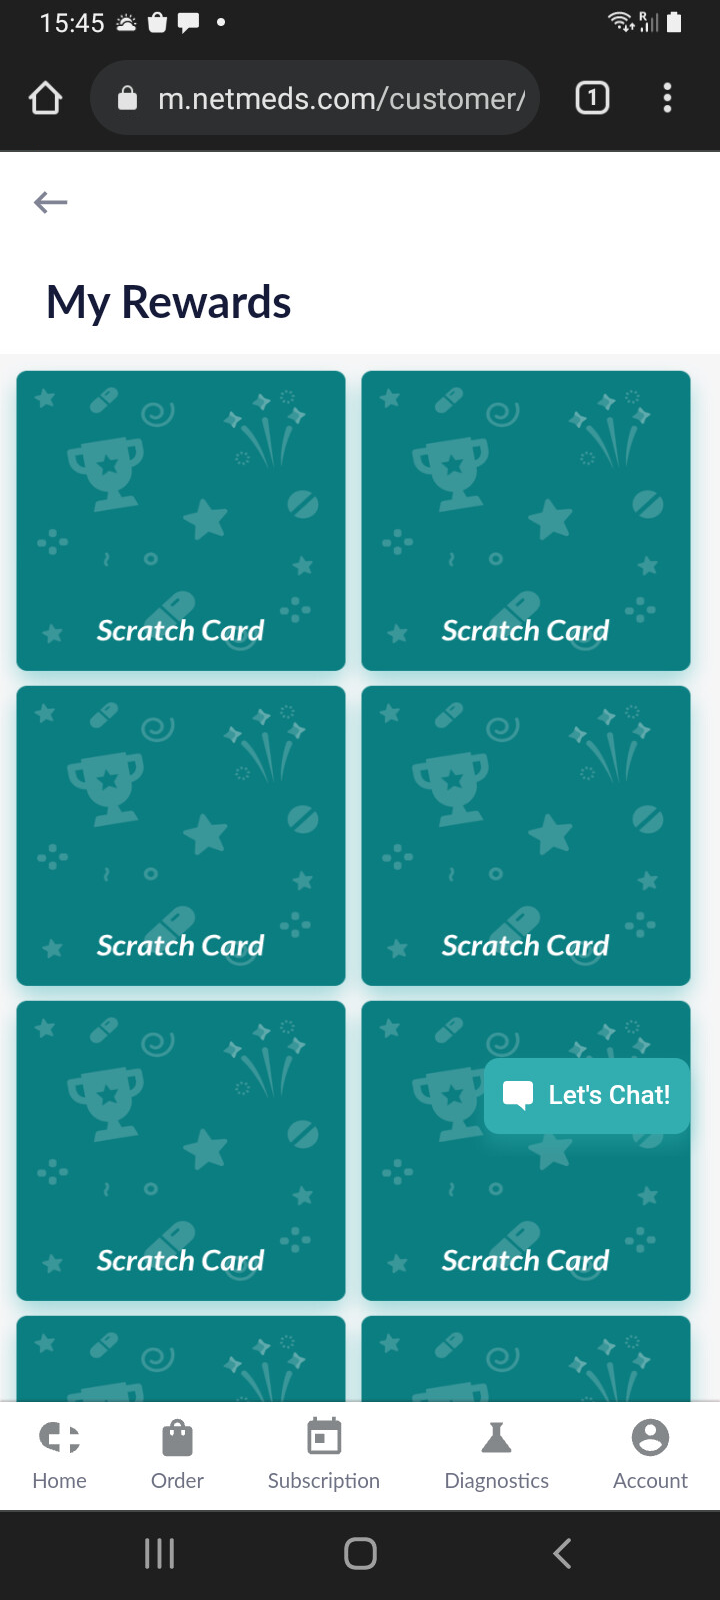 15:45
R
m.netmeds.com/customer/
1
My Rewards
Scratch Card
Scratch Card
Scratch Card
Scratch Card
Let's Chat!
Scratch Card
Scratch Card
Home
Order
Subscription
Diagnostics
Account